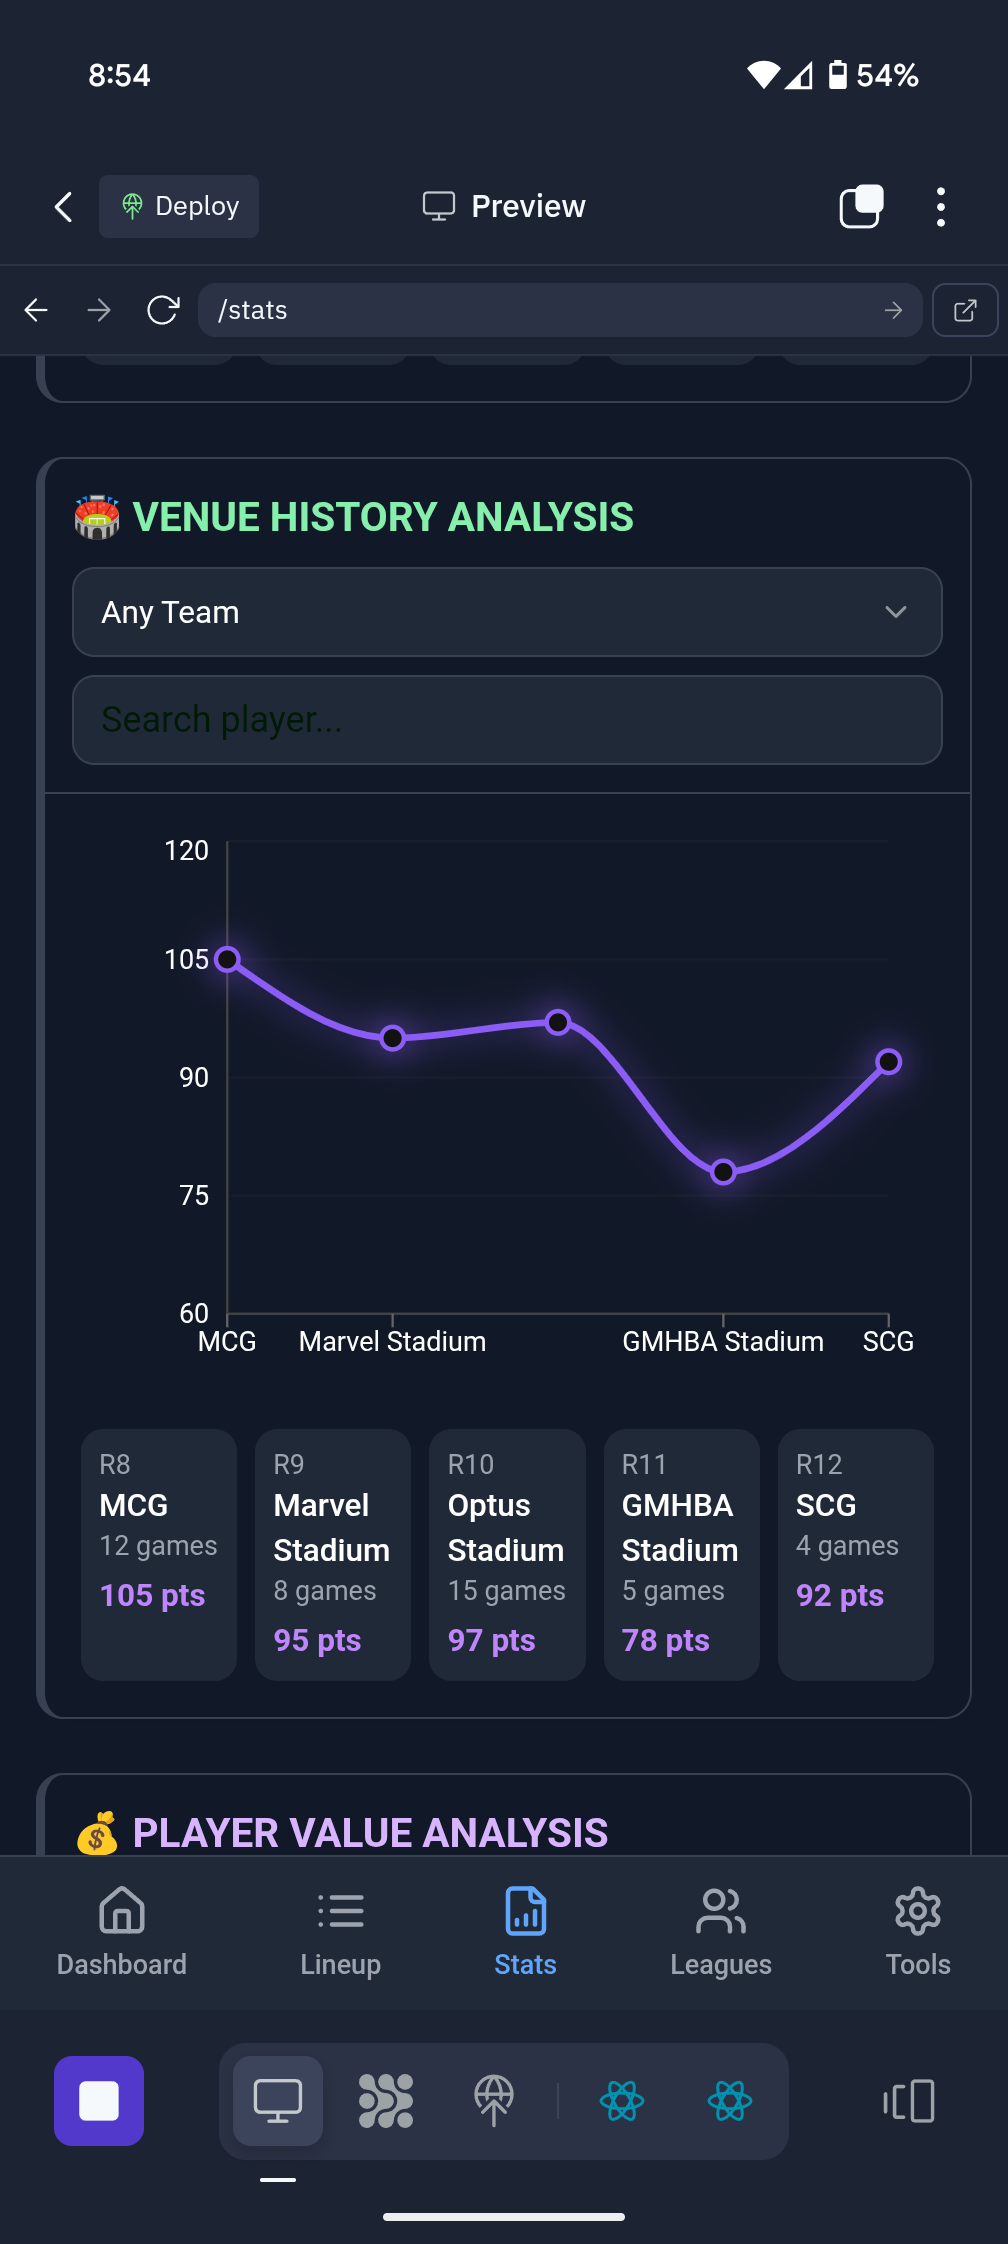 8:54
54%
Deploy
Preview
/stats
VENUE HISTORY ANALYSIS
Any Team
Search player...
120
105
90
75
60
MCG Marvel Stadium GMHBA Stadium SCG
R8
MCG
12 games
105 pts
R9
Marvel
Stadium
8 games
95 pts
R10
Optus
Stadium
15 games
97 pts
R11
GMHBA
Stadium
5 games
78 pts
R12
SCG
4 games
92 pts
PLAYER VALUE ANALYSIS
Dashboard Lineup Stats Leagues Tools